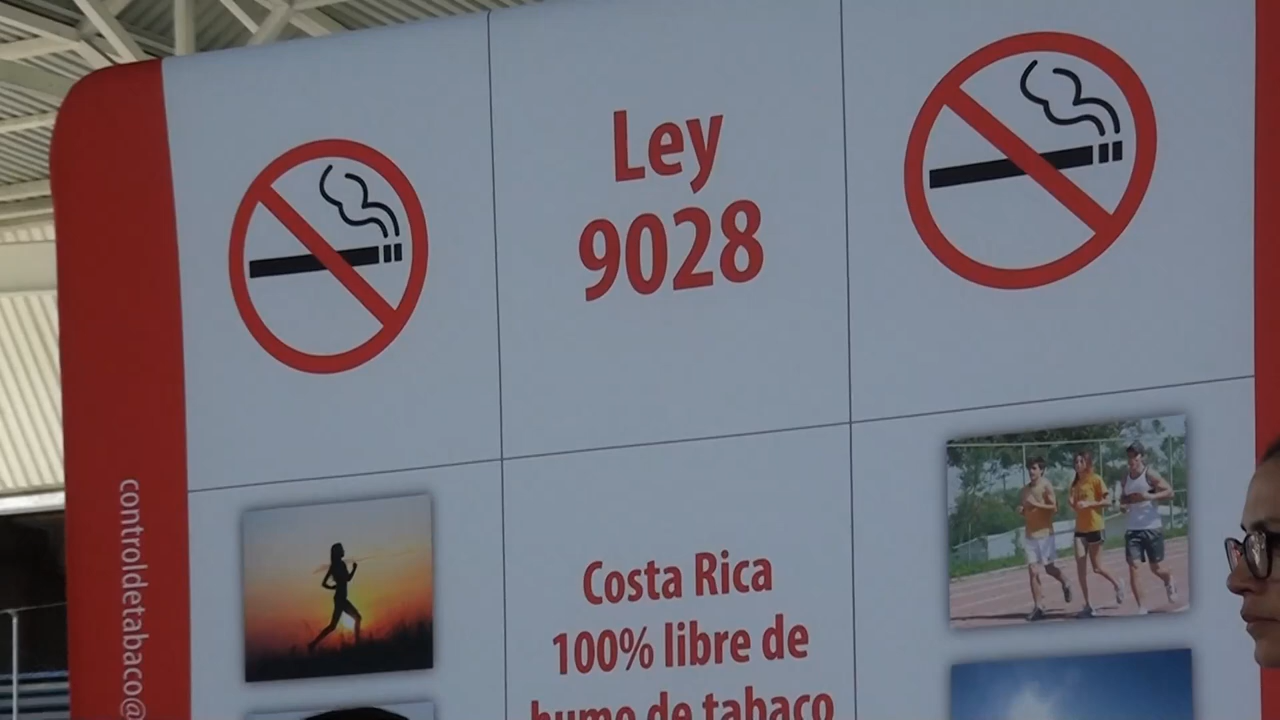 Ley
9028
Costa Rica
100% libre de
humo de tabaco
controldetabaco@